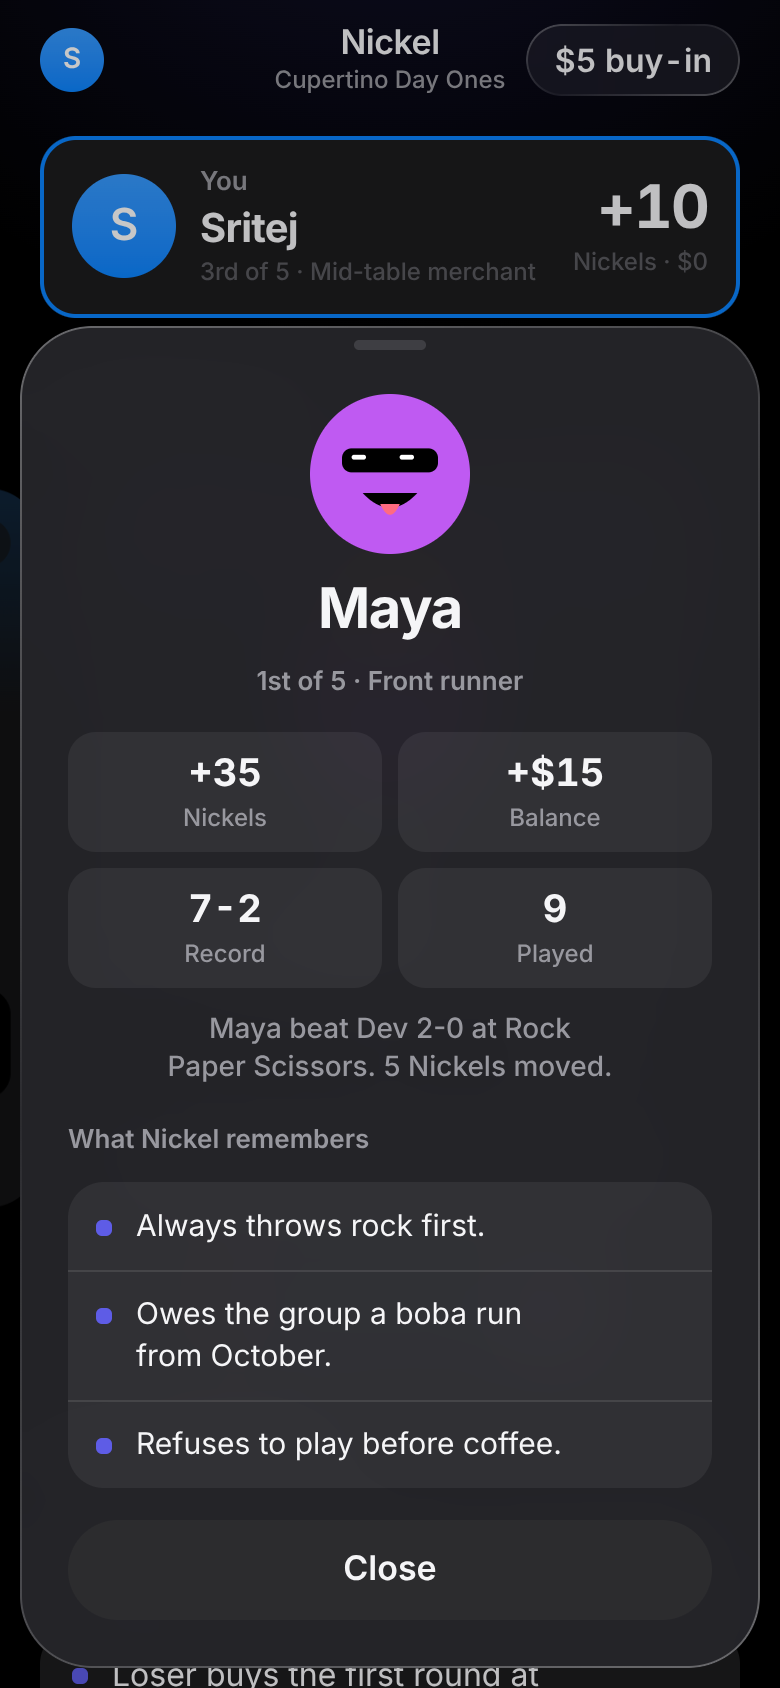 S
Nickel
Cupertino Day Ones
$5 buy-in
S
You
Sritej
3rd of 5 · Mid-table merchant
+10
Nickels · $0
Maya
1st of 5 · Front runner
+35
Nickels
+$15
Balance
7-2
Record
9
Played
Maya beat Dev 2-0 at Rock
Paper Scissors. 5 Nickels moved.
What Nickel remembers
Always throws rock first.
Owes the group a boba run
from October.
Refuses to play before coffee.
Close
Loser buys the first round at